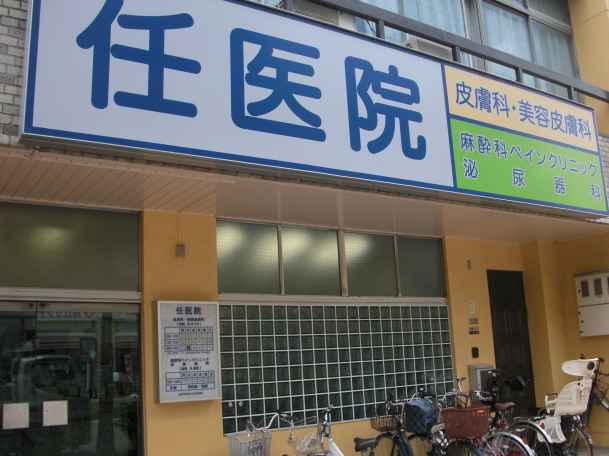 任医院
皮膚科・美容皮膚科
麻酔科ペインクリニック
泌尿器科
任医院